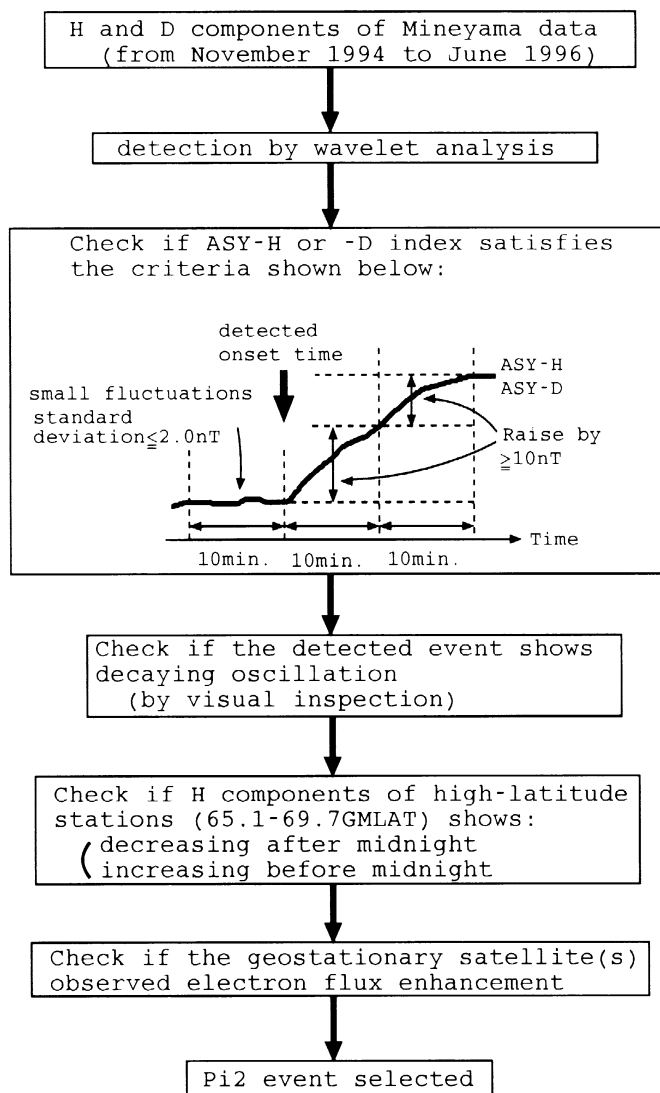 H and D components of Mineyama data
(from November 1994 to June 1996)
detection by wavelet analysis
Check if ASY-H or -D index satisfies
the criteria shown below:
detected
onset time
small fluctuations
standard
deviation≦2.0nT
ASY-H
ASY-D
Raise by
≧10nT
10min. 10min. 10min.
Time
Check if the detected event shows
decaying oscillation
(by visual inspection)
Check if H components of high-latitude
stations (65.1-69.7GMLAT) shows:
( decreasing after midnight
increasing before midnight
Check if the geostationary satellite(s)
observed electron flux enhancement
Pi2 event selected